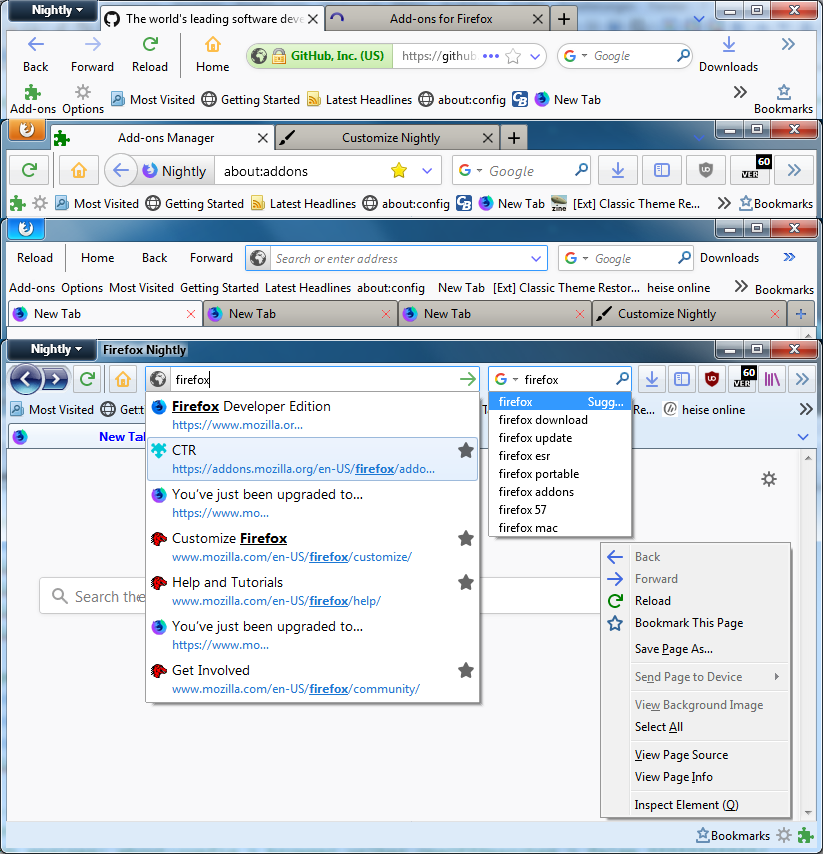 Nightly
The world's leading software deve
Add-ons for Firefox
Back
Forward
Reload
Home
GitHub, Inc. (US)
https://github
Google
Downloads
Add-ons
Options
Most Visited
Getting Started
Latest Headlines
about:config
New Tab
Bookmarks
Add-ons Manager
Customize Nightly
Nightly
about:addons
Google
60
VER
Most Visited
Getting Started
Latest Headlines
about:config
New Tab
zine
[Ext] Classic Theme Re...
Bookmarks
Reload
Home
Back
Forward
Search or enter address
Google
Downloads
Add-ons
Options
Most Visited
Getting Started
Latest Headlines
about:config
New Tab
[Ext] Classic Theme Restor...
heise online
Bookmarks
New Tab
New Tab
New Tab
Customize Nightly
Nightly
Firefox Nightly
firefox
firefox
60
VER
Most Visited
Gett
Re...
heise online
New Tab
Firefox Developer Edition
https://www.mozilla.or...
CTR
https://addons.mozilla.org/en-US/firefox/addo...
You've just been upgraded to...
https://www.mo...
Customize Firefox
www.mozilla.com/en-US/firefox/customize/
Help and Tutorials
www.mozilla.com/en-US/firefox/help/
You've just been upgraded to...
https://www.mo...
Get Involved
www.mozilla.com/en-US/firefox/community/
firefox
Sugg...
firefox download
firefox update
firefox esr
firefox portable
firefox addons
firefox 57
firefox mac
Search the
Back
Forward
Reload
Bookmark This Page
Save Page As...
Send Page to Device
View Background Image
Select All
View Page Source
View Page Info
Inspect Element (Q)
Bookmarks